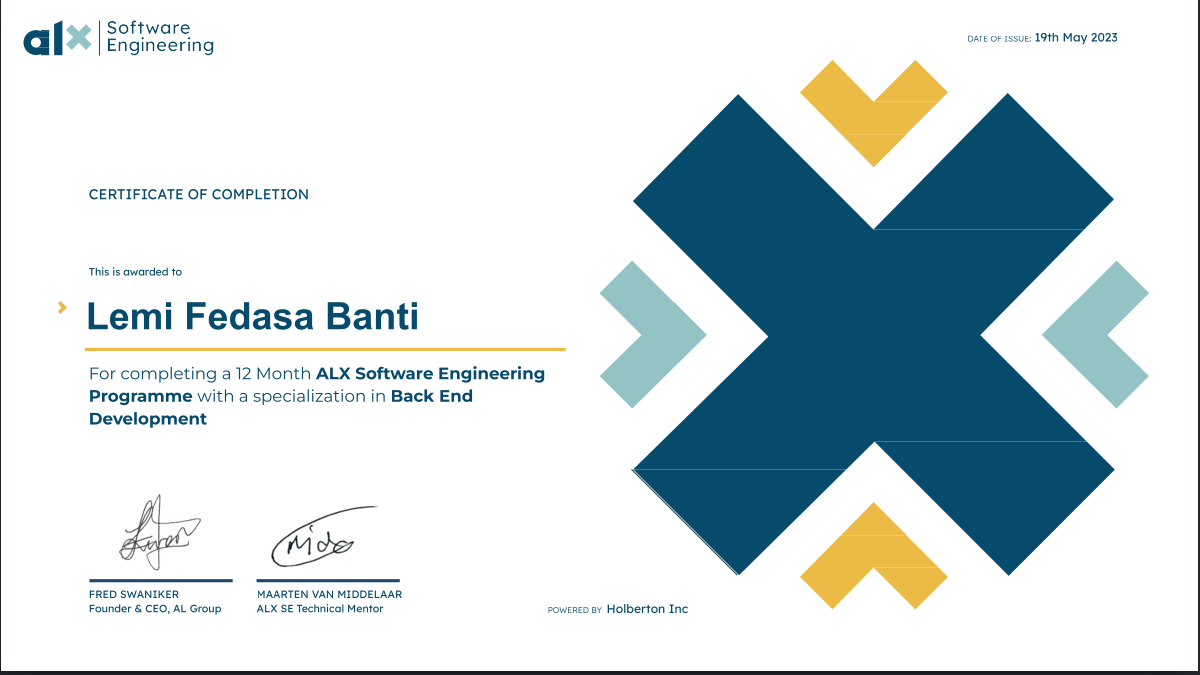 alx Software
Engineering
DATE OF ISSUE: 19th May 2023
CERTIFICATE OF COMPLETION
This is awarded to
Lemi Fedasa Banti
For completing a 12 Month ALX Software Engineering
Programme with a specialization in Back End
Development
FRED SWANIKER
Founder & CEO, AL Group
MAARTEN VAN MIDDELAAR
ALX SE Technical Mentor
POWERED BY Holberton Inc